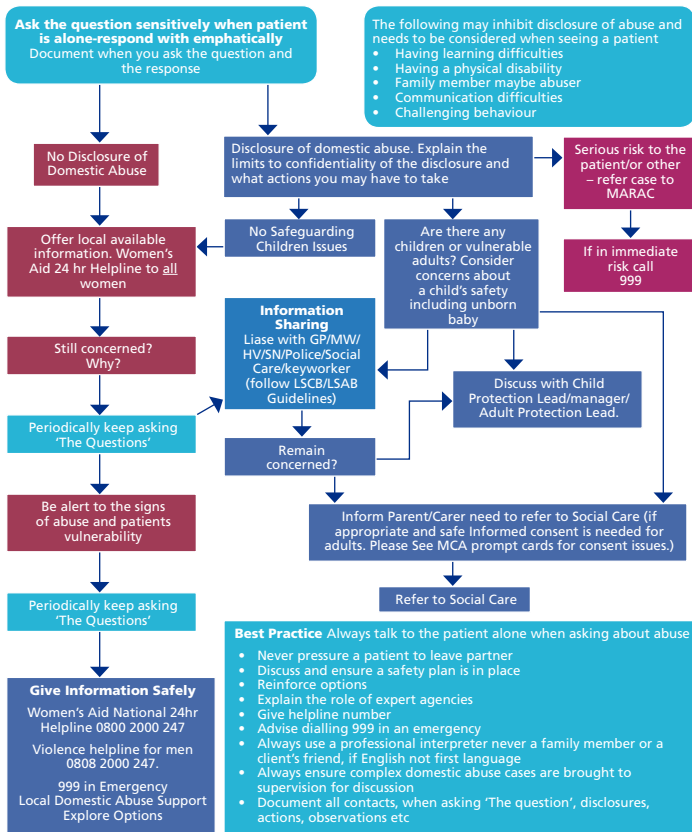 Ask the question sensitively when patient
is alone-respond with emphatically
Document when you ask the question and
the response
The following may inhibit disclosure of abuse and
needs to be considered when seeing a patient
• Having learning difficulties
• Having a physical disability
• Family member maybe abuser
• Communication difficulties
• Challenging behaviour
No Disclosure of
Domestic Abuse
Disclosure of domestic abuse. Explain the
limits to confidentiality of the disclosure and
what actions you may have to take
Serious risk to the
patient/or other
– refer case to
MARAC
Offer local available
information. Women's
Aid 24 hr Helpline to all
women
No Safeguarding
Children Issues
Are there any
children or vulnerable
adults? Consider
concerns about
a child's safety
including unborn
baby
If in immediate
risk call
999
Information
Sharing
Liase with GP/MW/
HV/SN/Police/Social
Care/keyworker
(follow LSCB/LSAB
Guidelines)
Still concerned?
Why?
Discuss with Child
Protection Lead/manager/
Adult Protection Lead.
Periodically keep asking
'The Questions'
Remain
concerned?
Be alert to the signs
of abuse and patients
vulnerability
Inform Parent/Carer need to refer to Social Care (if
appropriate and safe Informed consent is needed for
adults. Please See MCA prompt cards for consent issues.)
Periodically keep asking
'The Questions'
Refer to Social Care
Give Information Safely
Women's Aid National 24hr
Helpline 0800 2000 247
Violence helpline for men
0808 2000 247.
999 in Emergency
Local Domestic Abuse Support
Explore Options
Best Practice Always talk to the patient alone when asking about abuse
• Never pressure a patient to leave partner
• Discuss and ensure a safety plan is in place
• Reinforce options
• Explain the role of expert agencies
• Give helpline number
• Advise dialling 999 in an emergency
• Always use a professional interpreter never a family member or a
client's friend, if English not first language
• Always ensure complex domestic abuse cases are brought to
supervision for discussion
• Document all contacts, when asking 'The question', disclosures,
actions, observations etc